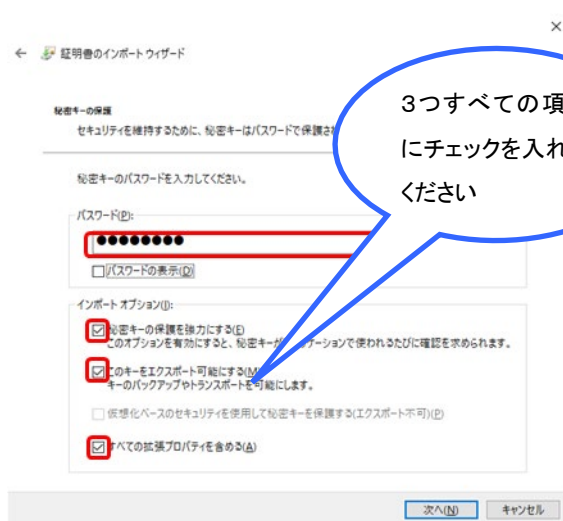 ← 証明書のインポート ウィザード
3つすべての項
にチェックを入れ
ください
秘密キーの保護
セキュリティを維持するために、秘密キーはパスワードで保護され
秘密キーのパスワードを入力してください。
パスワード(P):
●●●●●●●●
パスワードの表示(D)
インポート オプション(I):
秘密キーの保護を強力にする(E)
このオプションを有効にすると、秘密キーが ケーションで使われるたびに確認を求められます。
このキーをエクスポート可能にする(M)
キーのバックアップやトランスポートを可能にします。
仮想化ベースのセキュリティを使用して秘密キーを保護する(エクスポート不可)(P)
すべての拡張プロパティを含める(A)
次へ(N) キャンセル